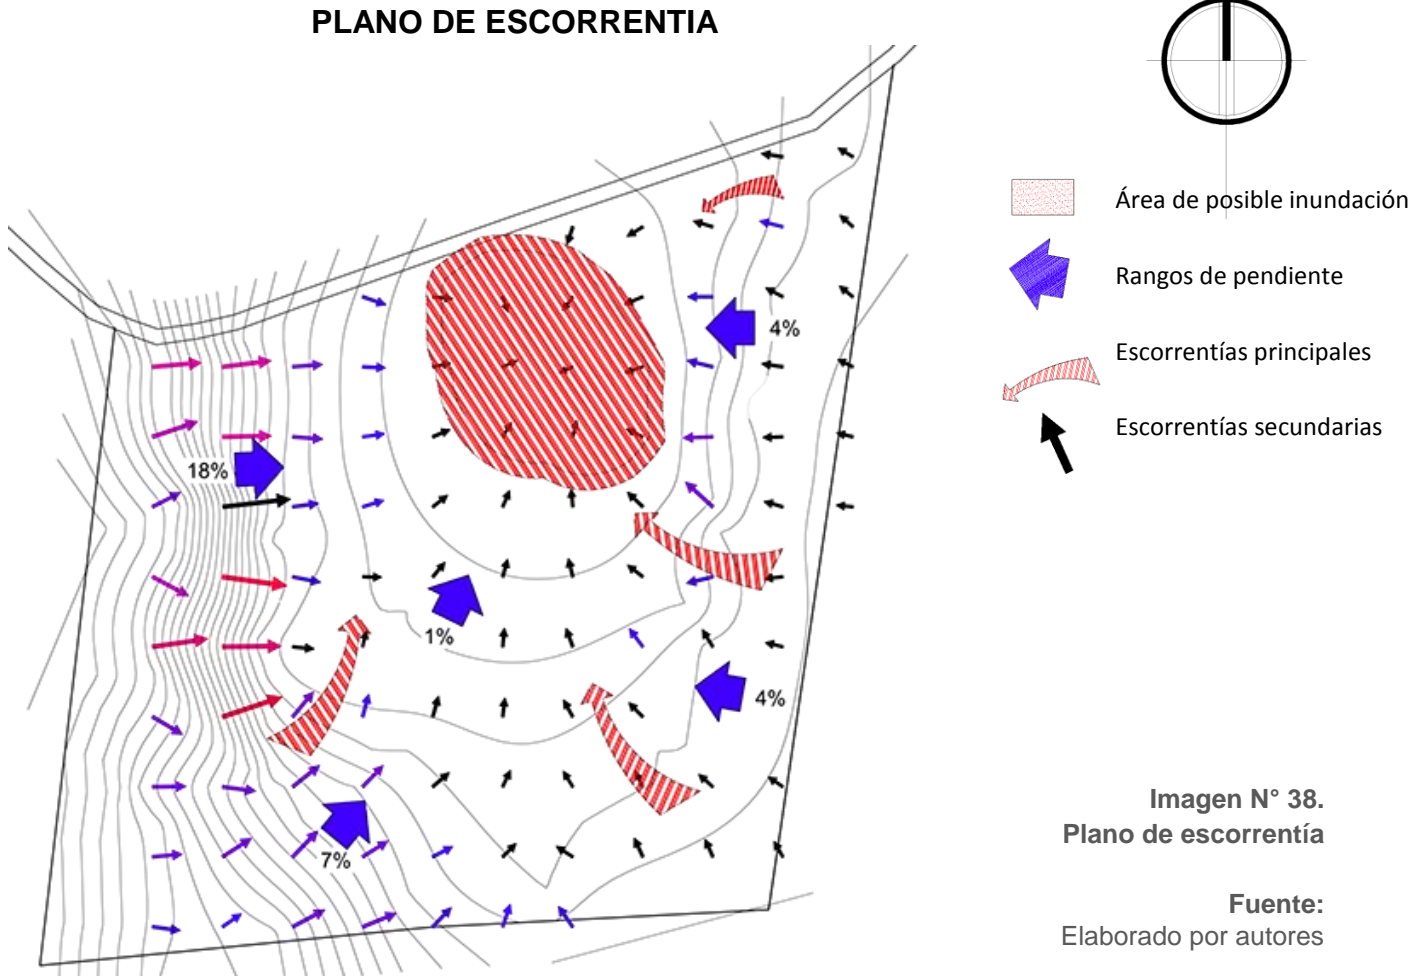 PLANO DE ESCORRENTIA
Área de posible inundación
Rangos de pendiente
Escorrentías principales
Escorrentías secundarias
4%
18%
1%
4%
7%
Imagen N° 38.
Plano de escorrentía
Fuente:
Elaborado por autores